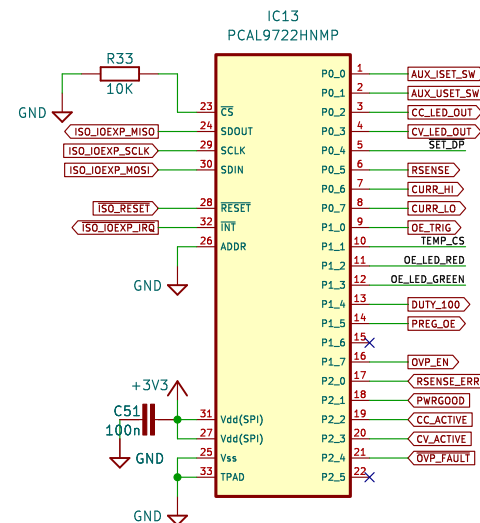 IC13
PCAL9722HNMP
R33
10K
GND
23 CS
24 SDOUT
29 SCLK
30 SDIN
28 RESET
32 INT
26 ADDR
31 Vdd(SPI)
27 Vdd(SPI)
25 Vss
33 TPAD
ISO_IOEXP_MISO
ISO_IOEXP_SCLK
ISO_IOEXP_MOSI
ISO_RESET
ISO_IOEXP_IRQ
GND
+3V3
C51
100n
GND
GND
P0_0 1 AUX_ISET_SW
P0_1 2 AUX_USET_SW
P0_2 3 CC_LED_OUT
P0_3 4 CV_LED_OUT
P0_4 5 SET_DP
P0_5 6 RSENSE
P0_6 7 CURR_HI
P0_7 8 CURR_LO
P1_0 9 OE_TRIG
P1_1 10 TEMP_CS
P1_2 11 OE_LED_RED
P1_3 12 OE_LED_GREEN
P1_4 13 DUTY_100
P1_5 14 PREG_OE
P1_6 15
P1_7 16 OVP_EN
P2_0 17 RSENSE_ERR
P2_1 18 PWRGOOD
P2_2 19 CC_ACTIVE
P2_3 20 CV_ACTIVE
P2_4 21 OVP_FAULT
P2_5 22